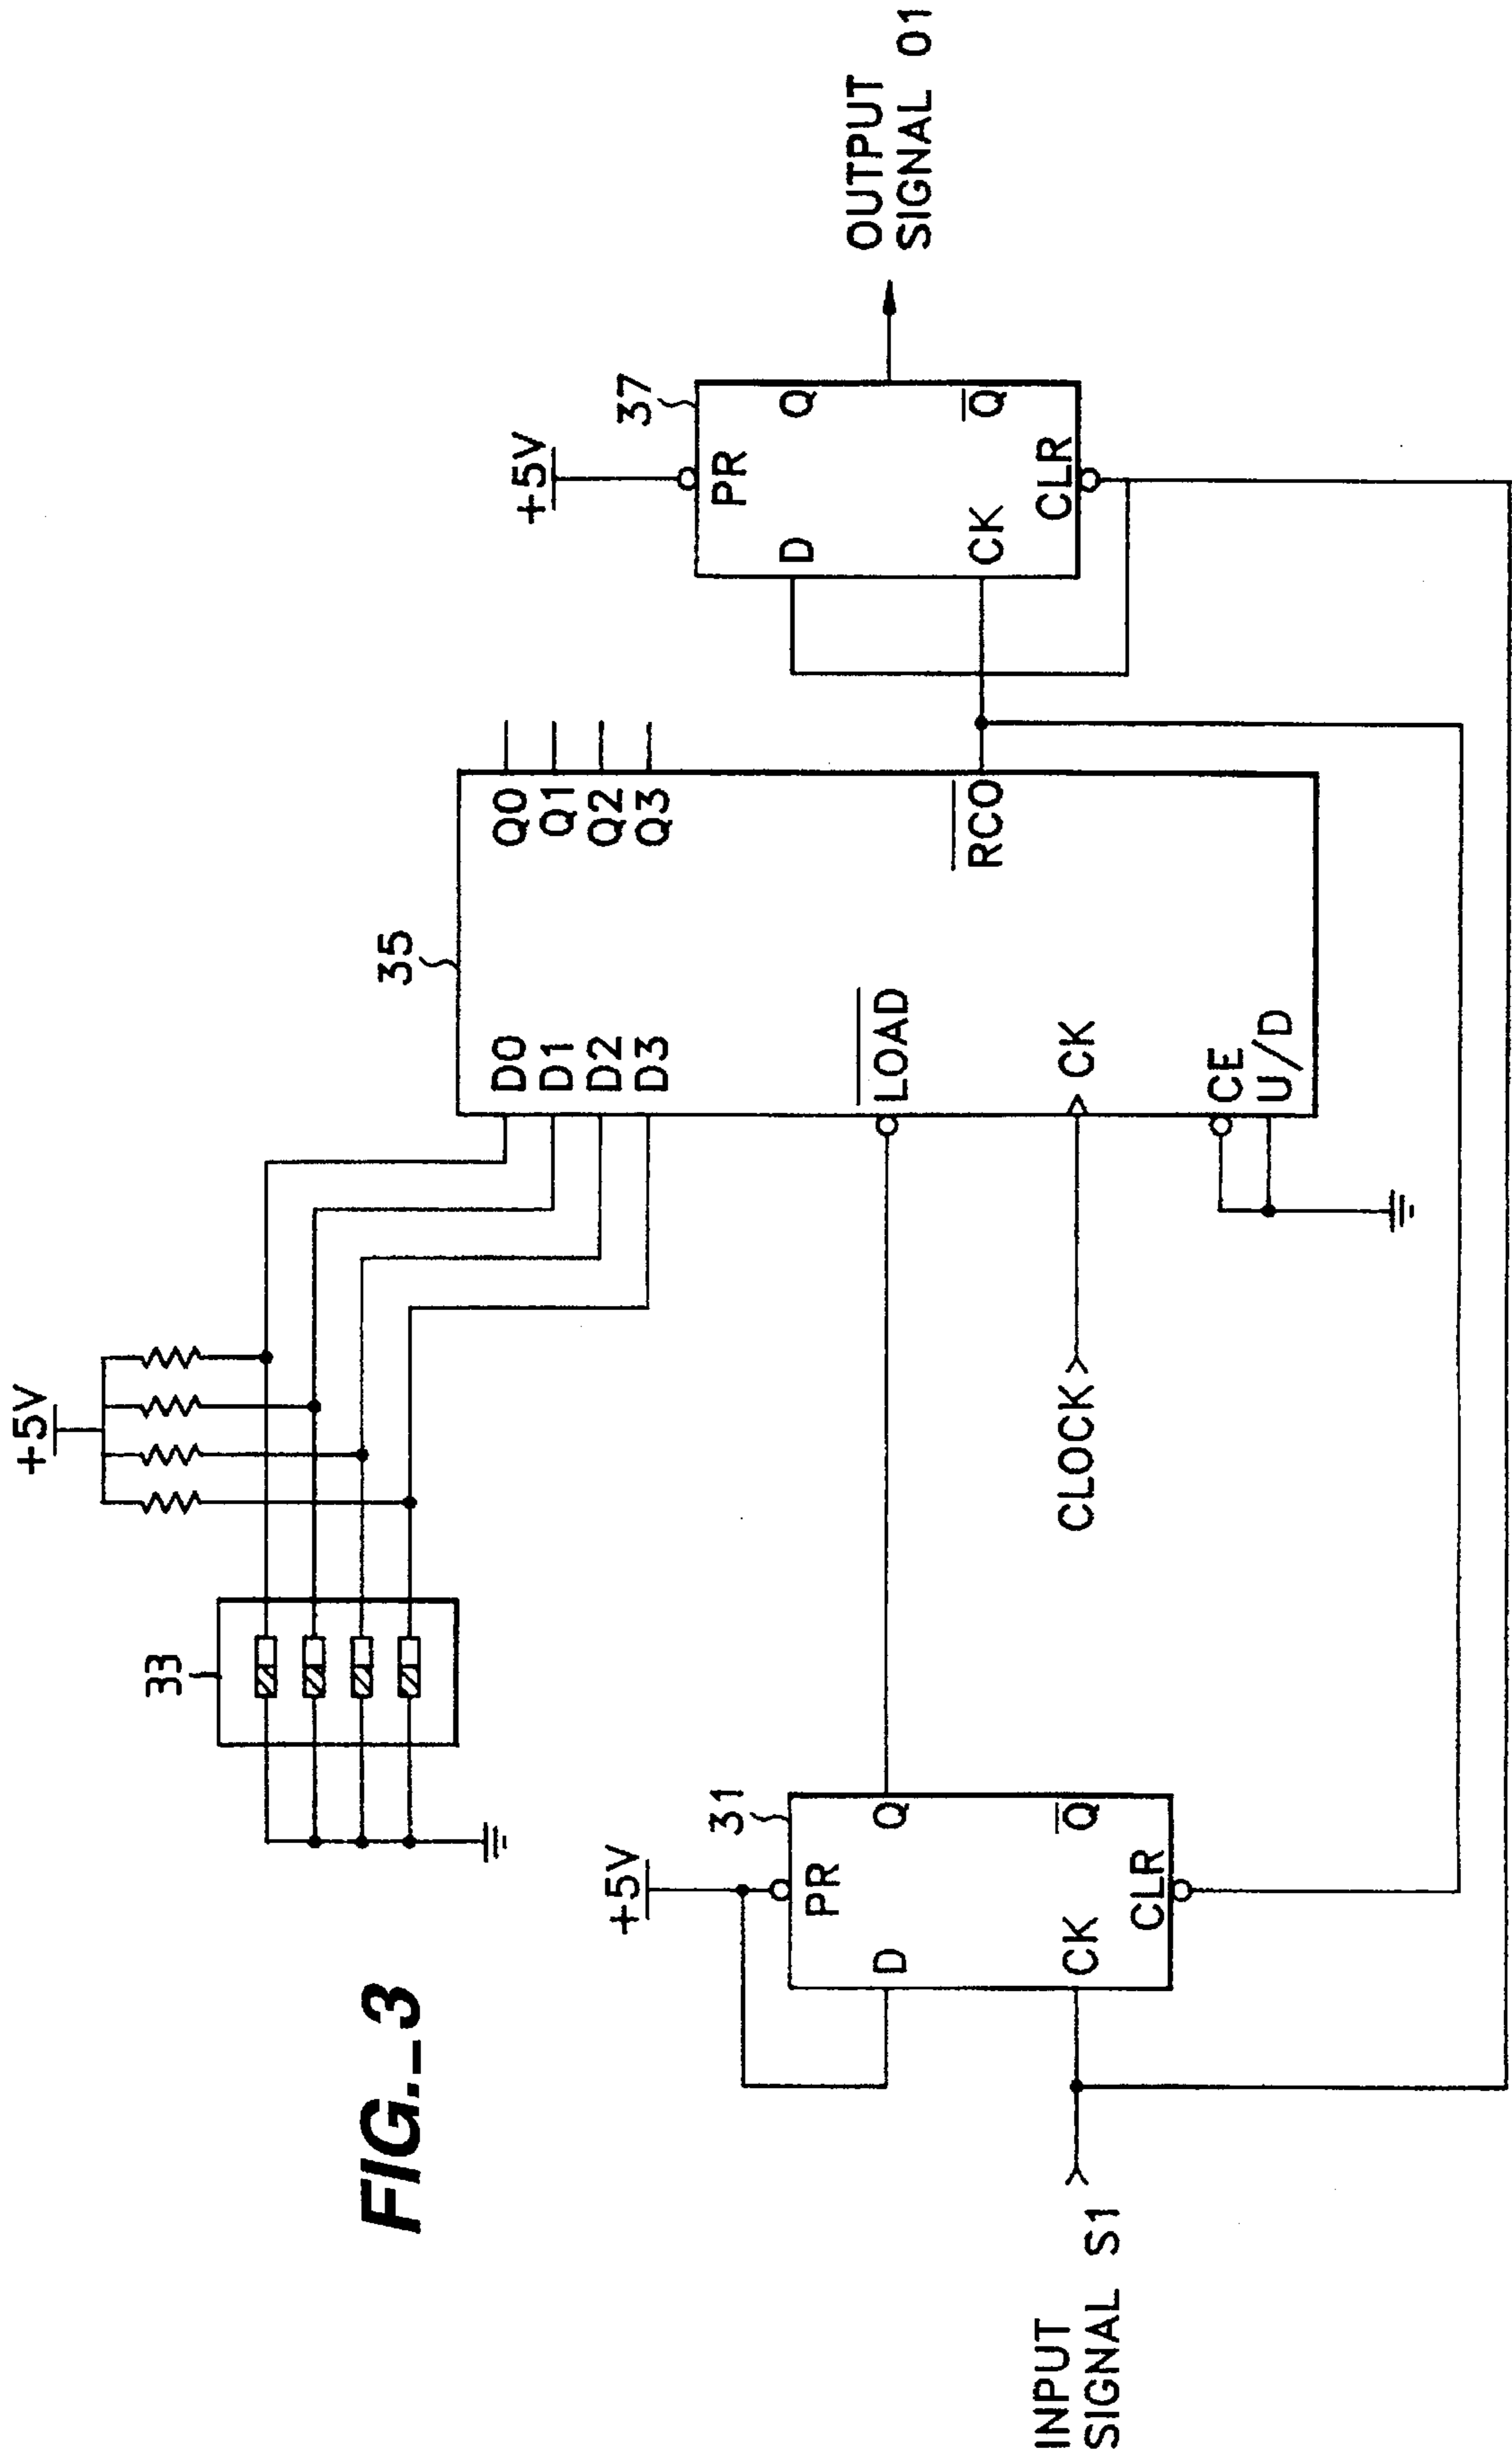 FIG._3
INPUT
SIGNAL S1
+5V
31
PR
D
Q
CK
Q
CLR
33
+5V
CLOCK
35
D0
D1
D2
D3
LOAD
CK
CE
U/D
Q0
Q1
Q2
Q3
RCO
+5V
37
PR
D
Q
CK
Q
CLR
OUTPUT
SIGNAL 01